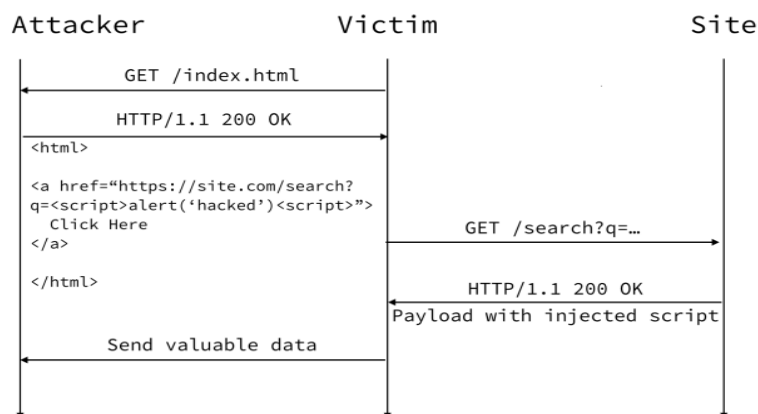 Attacker Victim Site
GET /index.html
HTTP/1.1 200 OK
<html>
<a href=“https://site.com/search?
q=<script>alert(‘hacked’)<script>”>
Click Here
</a>
GET /search?q=…
</html>
HTTP/1.1 200 OK
Payload with injected script
Send valuable data